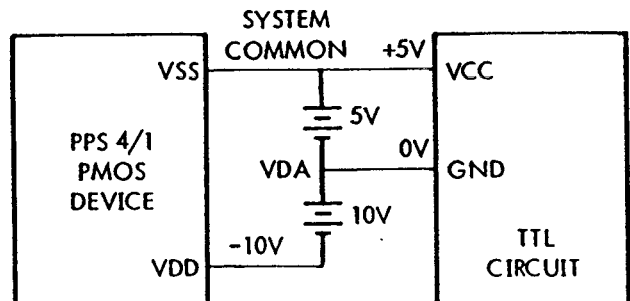 SYSTEM
COMMON
+5V
VSS
VCC
5V
PPS 4/1
PMOS
DEVICE
0V
VDA
GND
10V
-10V
VDD
TTL
CIRCUIT